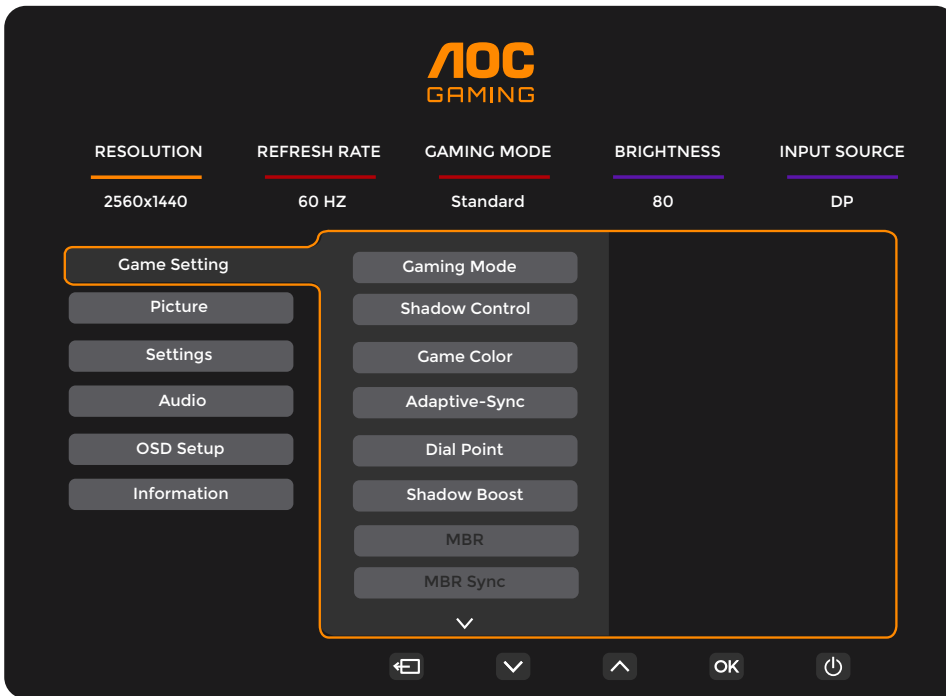 AOC
GAMING
RESOLUTION REFRESH RATE GAMING MODE BRIGHTNESS INPUT SOURCE
2560x1440 60 HZ Standard 80 DP
Game Setting
Picture
Settings
Audio
OSD Setup
Information
Gaming Mode
Shadow Control
Game Color
Adaptive-Sync
Dial Point
Shadow Boost
MBR
MBR Sync
OK